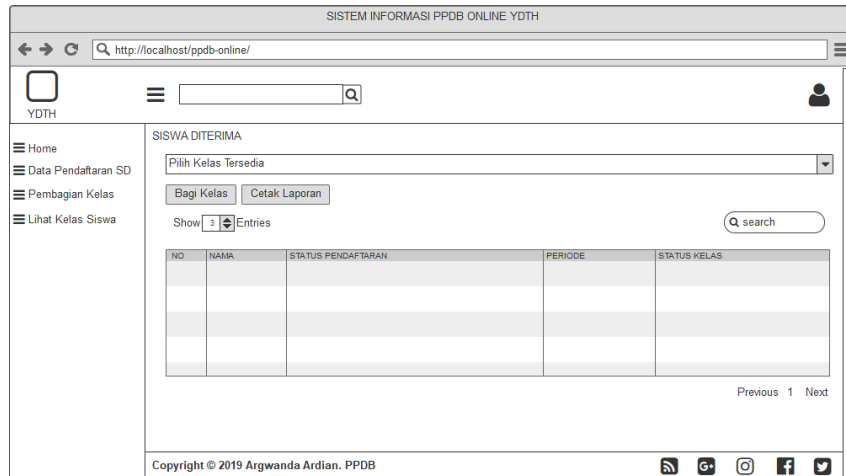 SISTEM INFORMASI PPDB ONLINE YDTH
http://localhost/ppdb-online/
YDTH
Home
Data Pendaftaran SD
Pembagian Kelas
Lihat Kelas Siswa
SISWA DITERIMA
Pilih Kelas Tersedia
Bagi Kelas Cetak Laporan
Show 3 Entries search
NO NAMA STATUS PENDAFTARAN PERIODE STATUS KELAS
Previous 1 Next
Copyright © 2019 Argwanda Ardian. PPDB